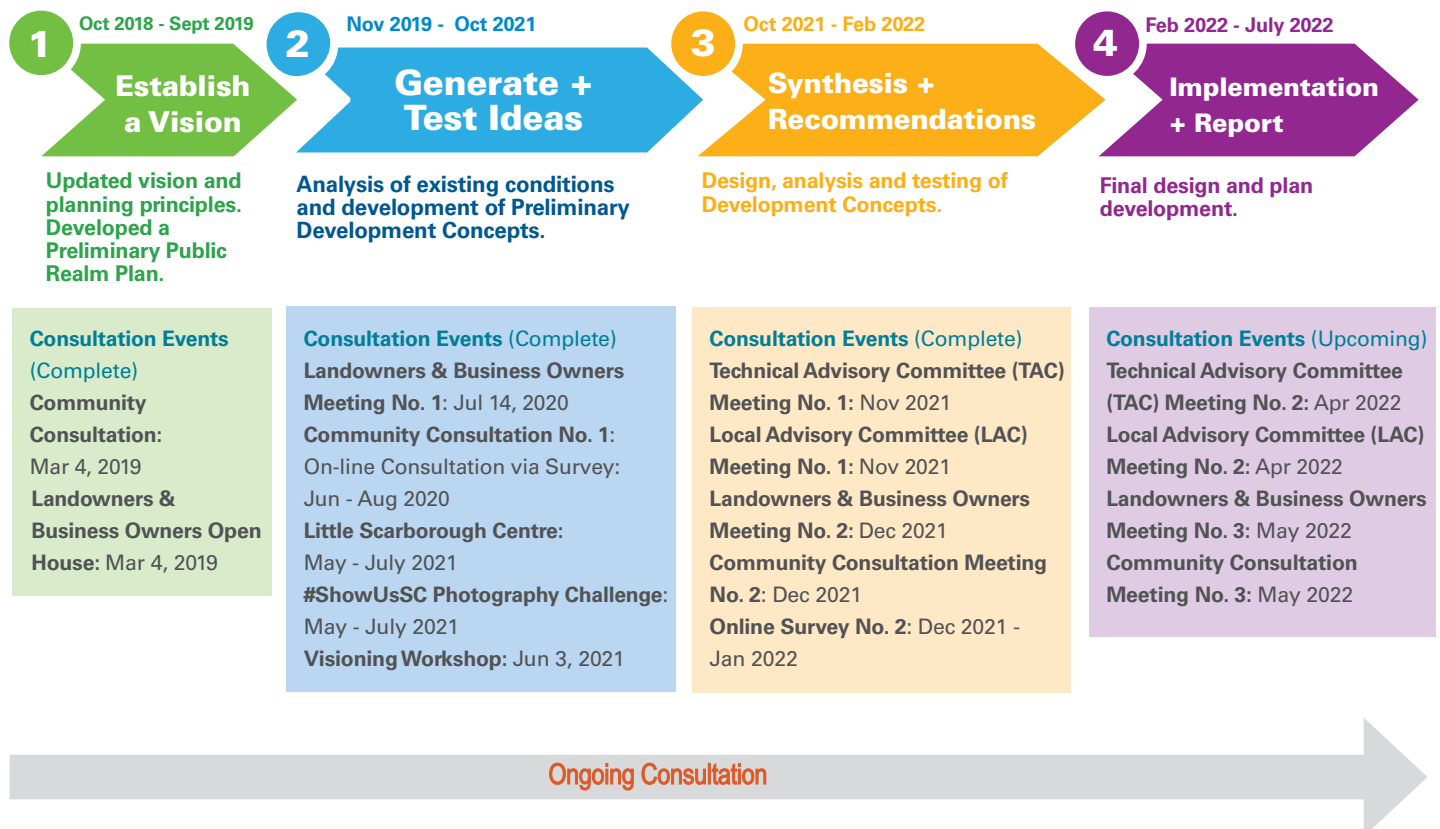 1
Oct 2018 - Sept 2019
Establish
a Vision
Updated vision and
planning principles.
Developed a
Preliminary Public
Realm Plan.
Consultation Events
(Complete)
Community
Consultation:
Mar 4, 2019
Landowners &
Business Owners Open
House: Mar 4, 2019
2
Nov 2019 - Oct 2021
Generate +
Test Ideas
Analysis of existing conditions
and development of Preliminary
Development Concepts.
Consultation Events (Complete)
Landowners & Business Owners
Meeting No. 1: Jul 14, 2020
Community Consultation No. 1:
On-line Consultation via Survey:
Jun - Aug 2020
Little Scarborough Centre:
May - July 2021
#ShowUsSC Photography Challenge:
May - July 2021
Visioning Workshop: Jun 3, 2021
3
Oct 2021 - Feb 2022
Synthesis +
Recommendations
Design, analysis and testing of
Development Concepts.
Consultation Events (Complete)
Technical Advisory Committee (TAC)
Meeting No. 1: Nov 2021
Local Advisory Committee (LAC)
Meeting No. 1: Nov 2021
Landowners & Business Owners
Meeting No. 2: Dec 2021
Community Consultation Meeting
No. 2: Dec 2021
Online Survey No. 2: Dec 2021 -
Jan 2022
4
Feb 2022 - July 2022
Implementation
+ Report
Final design and plan
development.
Consultation Events (Upcoming)
Technical Advisory Committee
(TAC) Meeting No. 2: Apr 2022
Local Advisory Committee (LAC)
Meeting No. 2: Apr 2022
Landowners & Business Owners
Meeting No. 3: May 2022
Community Consultation
Meeting No. 3: May 2022
Ongoing Consultation